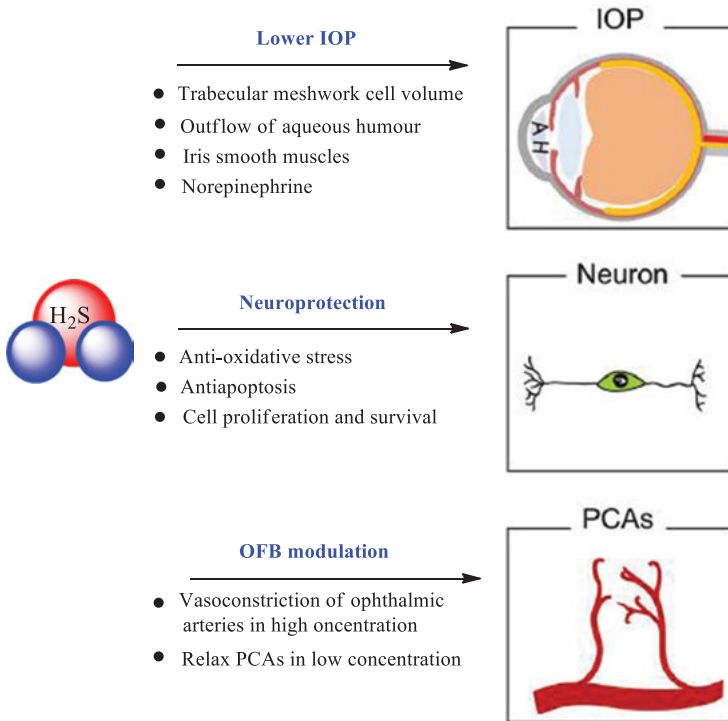 Lower IOP
IOP
• Trabecular meshwork cell volume
• Outflow of aqueous humour
• Iris smooth muscles
• Norepinephrine
A H
H₂S
Neuroprotection
Neuron
• Anti-oxidative stress
• Antiapoptosis
• Cell proliferation and survival
OFB modulation
PCAs
• Vasoconstriction of ophthalmic
arteries in high oncentration
• Relax PCAs in low concentration